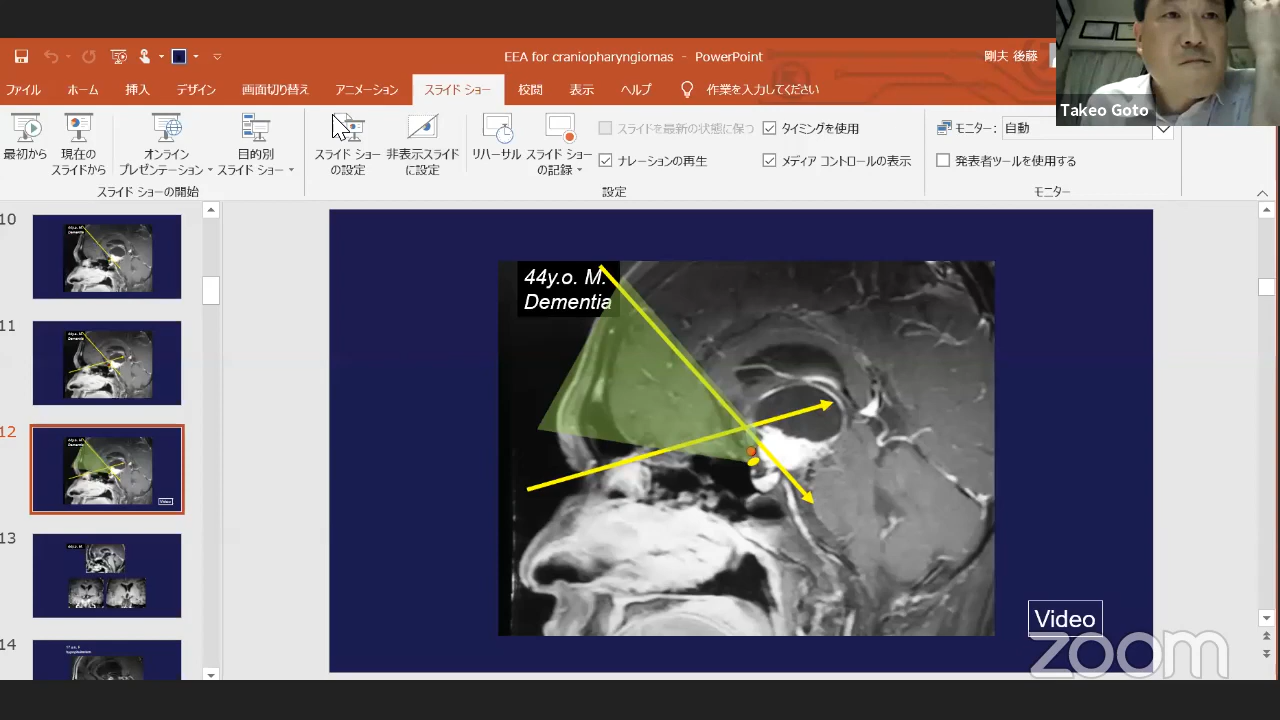 EEA for craniopharyngiomas - PowerPoint
剛夫 後藤
Takeo Goto
ファイル ホーム 挿入 デザイン 画面切り替え アニメーション スライド ショー 校閲 表示 ヘルプ 作業を入力してください
最初から
現在の
スライドから
オンライン
プレゼンテーション
目的別
スライド ショー
スライド ショーの開始
スライド ショー
の設定
非表示スライド
に設定
リハーサル
スライド ショー
の記録
スライドを最新の状態に保つ
ナレーションの再生
タイミングを使用
メディア コントロールの表示
設定
モニター: 自動
発表者ツールを使用する
モニター
10
44y.o. M.
Dementia
11
44y.o. M.
Dementia
12
44y.o. M.
Dementia
Video
13
44y.o. M.
14
44y.o. M.
Dementia
Video
zoom